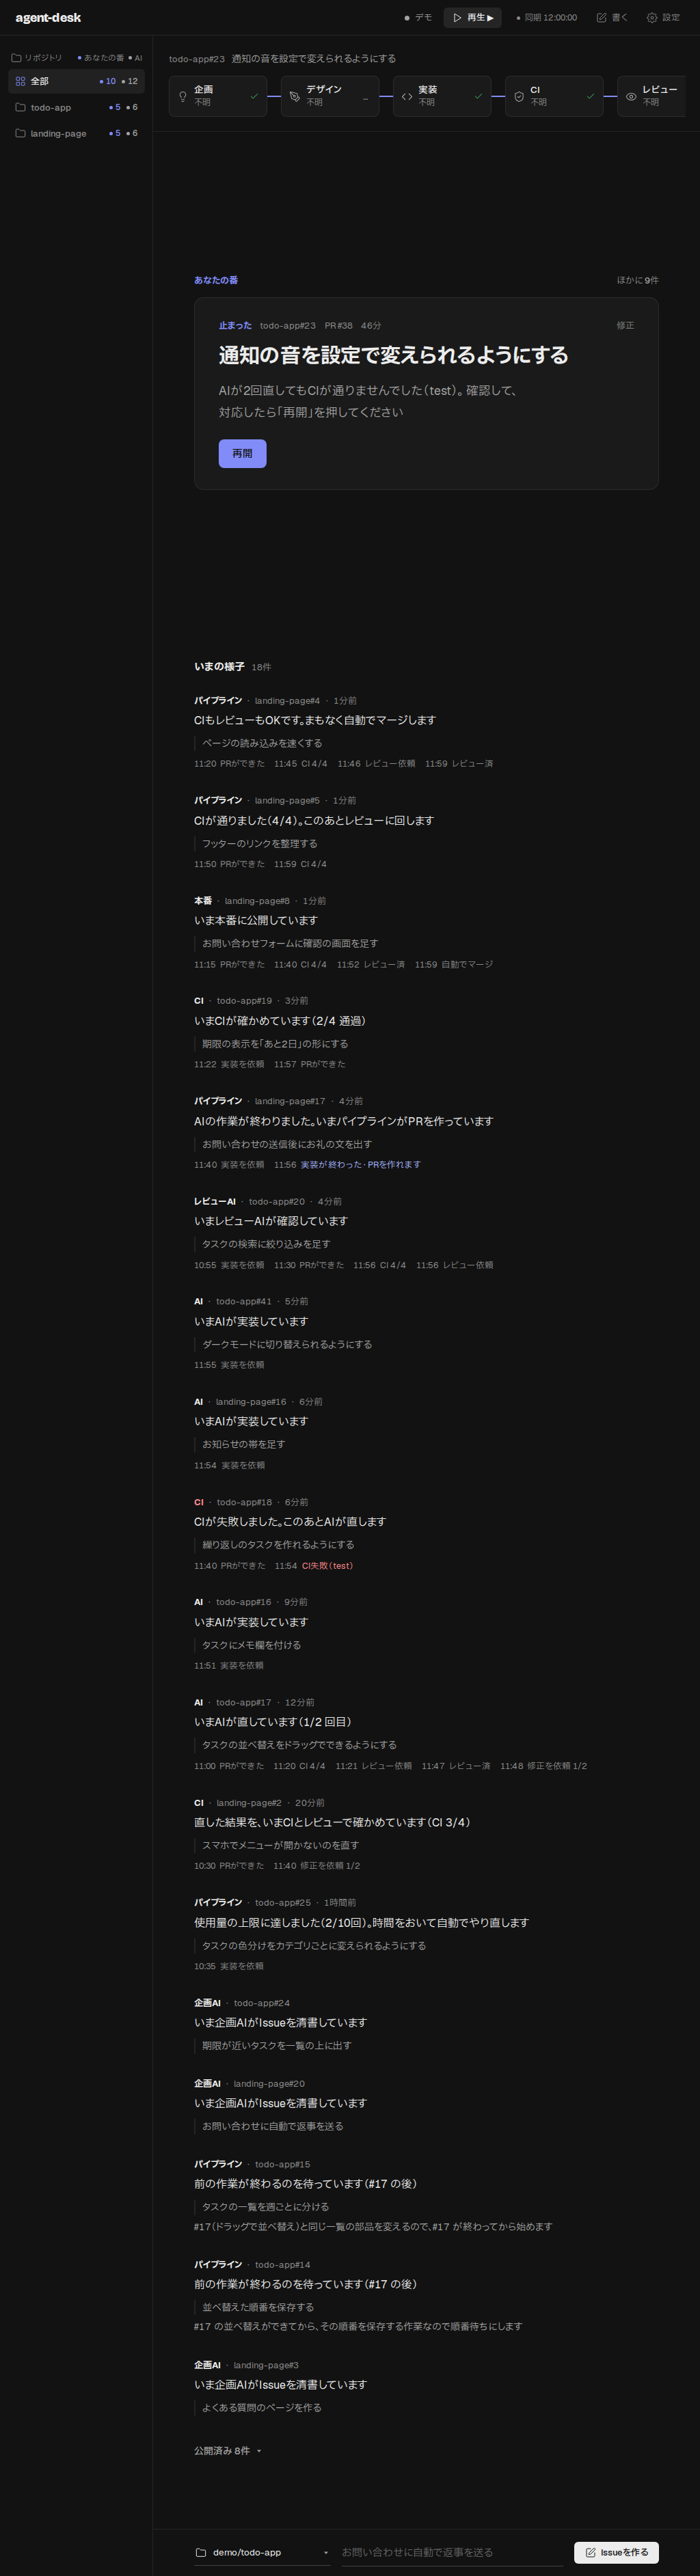 agent-desk
デモ
再生 ▶
同期 12:00:00
書く
設定
リポジトリ あなたの番 AI
全部 10 12
todo-app 5 6
landing-page 5 6
todo-app#23 通知の音を設定で変えられるようにする
企画
不明
デザイン
不明
実装
不明
CI
不明
レビュー
不明
あなたの番 ほかに 9件
止まった todo-app#23 PR #38 46分 修正
通知の音を設定で変えられるようにする
AIが2回直してもCIが通りませんでした（test）。確認して、
対応したら「再開」を押してください
再開
いまの様子 18件
パイプライン · landing-page#4 · 1分前
CIもレビューもOKです。まもなく自動でマージします
ページの読み込みを速くする
11:20 PRができた 11:45 CI 4/4 11:46 レビュー依頼 11:59 レビュー済
パイプライン · landing-page#5 · 1分前
CIが通りました（4/4）。このあとレビューに回します
フッターのリンクを整理する
11:50 PRができた 11:59 CI 4/4
本番 · landing-page#8 · 1分前
いま本番に公開しています
お問い合わせフォームに確認の画面を足す
11:15 PRができた 11:40 CI 4/4 11:52 レビュー済 11:59 自動でマージ
CI · todo-app#19 · 3分前
いまCIが確かめています（2/4 通過）
期限の表示を「あと2日」の形にする
11:22 実装を依頼 11:57 PRができた
パイプライン · landing-page#17 · 4分前
AIの作業が終わりました。いまパイプラインがPRを作っています
お問い合わせの送信後にお礼の文を出す
11:40 実装を依頼 11:56 実装が終わった · PRを作れます
レビューAI · todo-app#20 · 4分前
いまレビューAIが確認しています
タスクの検索に絞り込みを足す
10:55 実装を依頼 11:30 PRができた 11:56 CI 4/4 11:56 レビュー依頼
AI · todo-app#41 · 5分前
いまAIが実装しています
ダークモードに切り替えられるようにする
11:55 実装を依頼
AI · landing-page#16 · 6分前
いまAIが実装しています
お知らせの帯を足す
11:54 実装を依頼
CI · todo-app#18 · 6分前
CIが失敗しました。このあとAIが直します
繰り返しのタスクを作れるようにする
11:40 PRができた 11:54 CI失敗（test）
AI · todo-app#16 · 9分前
いまAIが実装しています
タスクにメモ欄を付ける
11:51 実装を依頼
AI · todo-app#17 · 12分前
いまAIが直しています（1/2 回目）
タスクの並べ替えをドラッグでできるようにする
11:00 PRができた 11:20 CI 4/4 11:21 レビュー依頼 11:47 レビュー済 11:48 修正を依頼 1/2
CI · landing-page#2 · 20分前
直した結果を、いまCIとレビューで確かめています（CI 3/4）
スマホでメニューが開かないのを直す
10:30 PRができた 11:40 修正を依頼 1/2
パイプライン · todo-app#25 · 1時間前
使用量の上限に達しました（2/10回）。時間をおいて自動でやり直します
タスクの色分けをカテゴリごとに変えられるようにする
10:35 実装を依頼
企画AI · todo-app#24
いま企画AIがIssueを清書しています
期限が近いタスクを一覧の上に出す
企画AI · landing-page#20
いま企画AIがIssueを清書しています
お問い合わせに自動で返事を送る
パイプライン · todo-app#15
前の作業が終わるのを待っています（#17 の後）
タスクの一覧を週ごとに分ける
#17（ドラッグで並べ替え）と同じ一覧の部品を変えるので、#17 が終わってから始めます
パイプライン · todo-app#14
前の作業が終わるのを待っています（#17 の後）
並べ替えた順番を保存する
#17 の並べ替えができてから、その順番を保存する作業なので順番待ちにします
企画AI · landing-page#3
いま企画AIがIssueを清書しています
よくある質問のページを作る
公開済み 8件
demo/todo-app
お問い合わせに自動で返事を送る
Issueを作る